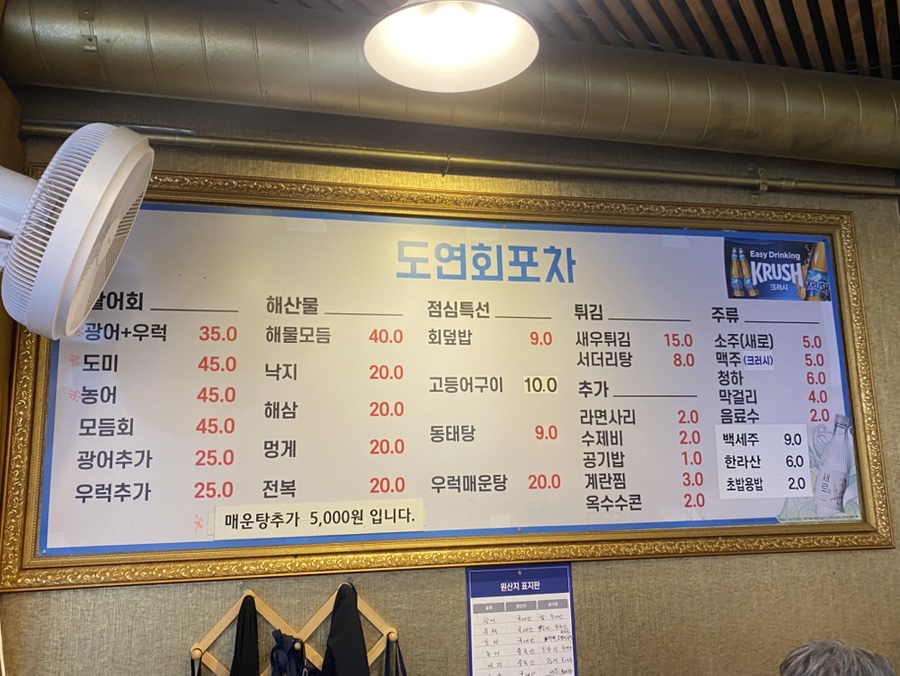 도연회포차
Easy Drinking
KRUSH
크러시
활어회
광어+우럭 35.0
도미 45.0
농어 45.0
모듬회 45.0
광어추가 25.0
우럭추가 25.0
해산물
해물모듬 40.0
낙지 20.0
해삼 20.0
멍게 20.0
전복 20.0
매운탕추가 5,000원 입니다.
점심특선
회덮밥 9.0
고등어구이 10.0
동태탕 9.0
우럭매운탕 20.0
튀김
새우튀김 15.0
서더리탕 8.0
추가
라면사리 2.0
수제비 2.0
공기밥 1.0
계란찜 3.0
옥수수콘 2.0
주류
소주(새로) 5.0
맥주(크러시) 5.0
청하 6.0
막걸리 4.0
음료수 2.0
백세주 9.0
한라산 6.0
초밥용밥 2.0
새로
원산지 표지판